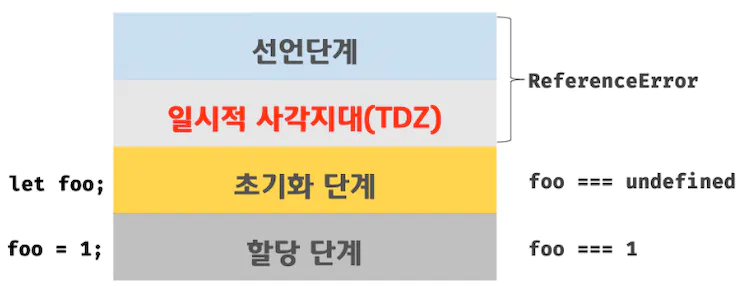 선언단계
ReferenceError
일시적 사각지대(TDZ)
let foo;
초기화 단계
foo === undefined
foo = 1;
할당 단계
foo === 1